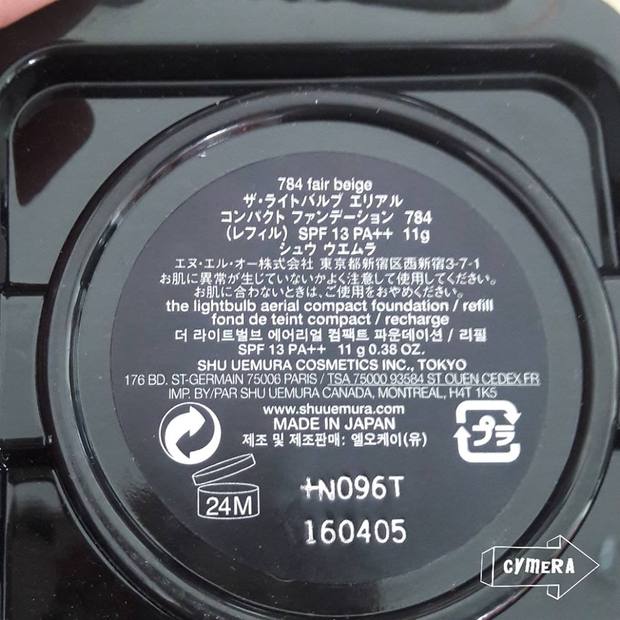 784 fair beige
ザ・ライトバルブ エリアル
コンパクト ファンデーション 784
(レフィル) SPF 13 PA++ 11g
シュウ ウエムラ
エヌ・エル・オー株式会社 東京都新宿区西新宿3-7-1
お肌に異常が生じていないかよく注意して使用してください。
お肌に合わないときは、ご使用をおやめください。
the lightbulb aerial compact foundation / refill
fond de teint compact / recharge
더 라이트벌브 에어리얼 컴팩트 파운데이션 / 리필
SPF 13 PA++ 11 g 0.38 OZ.
SHU UEMURA COSMETICS INC., TOKYO
176 BD. ST-GERMAIN 75006 PARIS / TSA 75000 93584 ST OUEN CEDEX FR
IMP. BY/PAR SHU UEMURA CANADA, MONTREAL, H4T 1K5
www.shuuemura.com
MADE IN JAPAN
제조 및 제조판매: 엘오케이(유)
プラ
24M
HN096T
160405
CYMERA